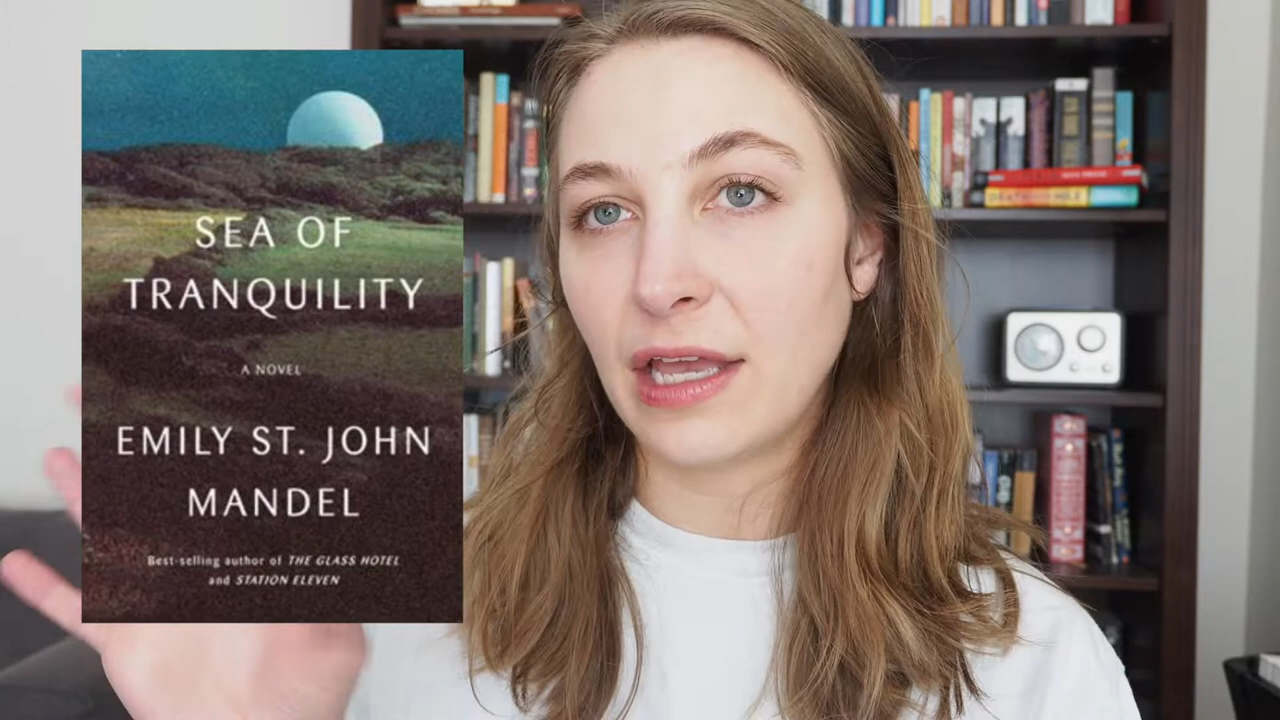 SEA OF
TRANQUILITY
A NOVEL
EMILY ST. JOHN
MANDEL
Best-selling author of THE GLASS HOTEL
and STATION ELEVEN